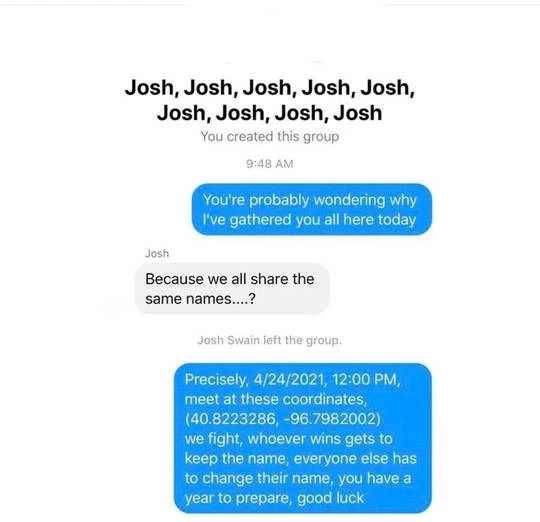 Josh, Josh, Josh, Josh, Josh,
Josh, Josh, Josh, Josh
You created this group
9:48 AM
You're probably wondering why
I've gathered you all here today
Josh
Because we all share the
same names....?
Josh Swain left the group.
Precisely, 4/24/2021, 12:00 PM,
meet at these coordinates,
(40.8223286, -96.7982002)
we fight, whoever wins gets to
keep the name, everyone else has
to change their name, you have a
year to prepare, good luck